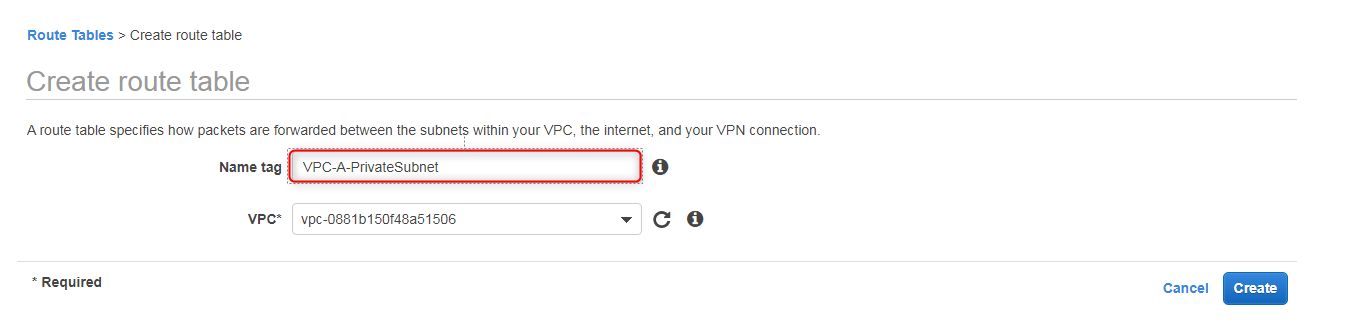 Route Tables > Create route table
Create route table
A route table specifies how packets are forwarded between the subnets within your VPC, the internet, and your VPN connection.
Name tag VPC-A-PrivateSubnet
VPC* vpc-0881b150f48a51506
* Required
Cancel Create